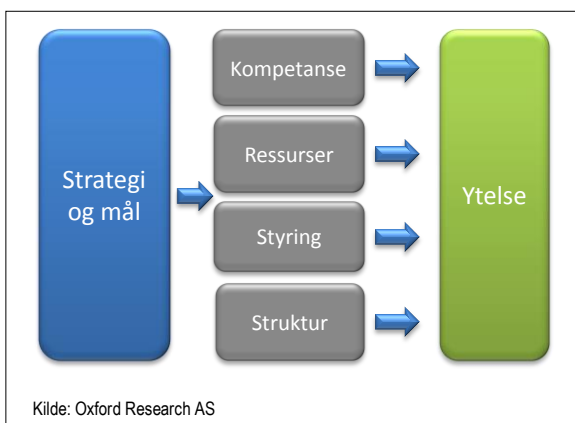 Strategi
og mål
Kompetanse
Ressurser
Styring
Struktur
Ytelse
Kilde: Oxford Research AS